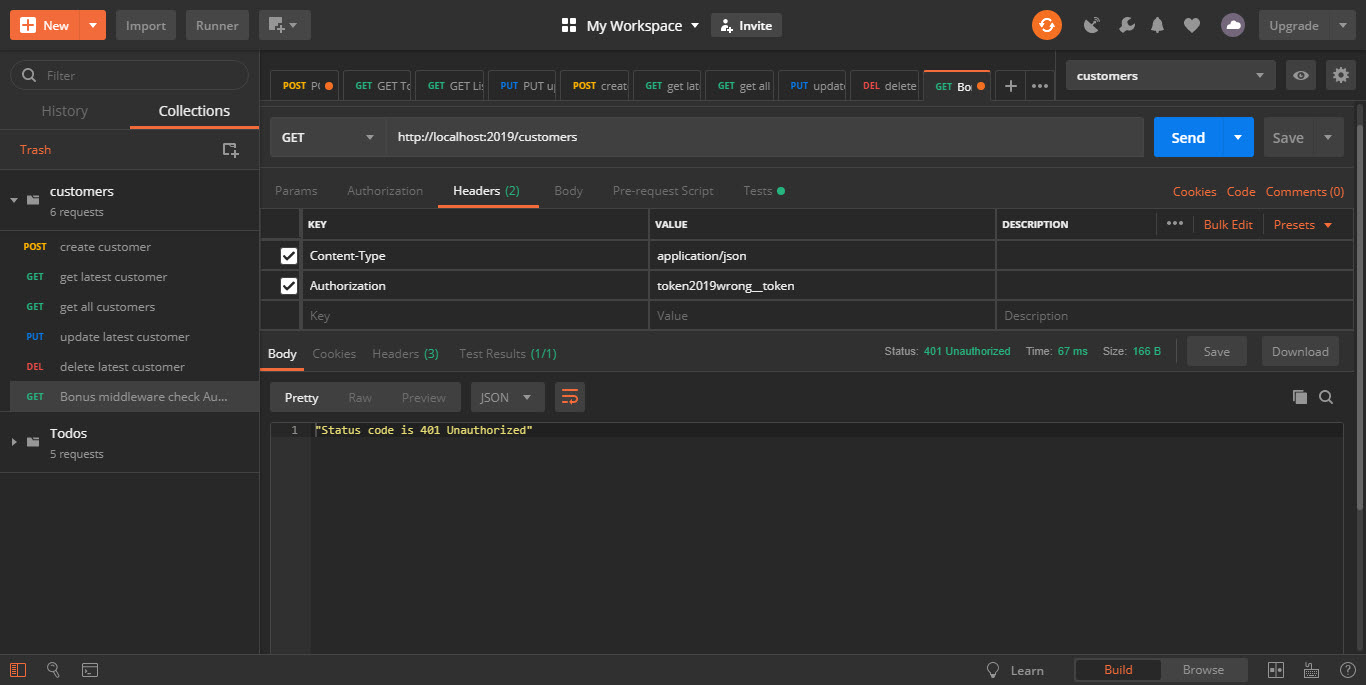 New Import Runner My Workspace Invite Upgrade
Filter
History Collections
Trash
customers
6 requests
POST create customer
GET get latest customer
GET get all customers
PUT update latest customer
DEL delete latest customer
GET Bonus middleware check Au...
Todos
5 requests
POST GET GET To GET GET Li PUT PUT u POST creat GET get lat GET get all PUT update DEL delete GET Bo
customers
GET http://localhost:2019/customers Send Save
Params Authorization Headers (2) Body Pre-request Script Tests Cookies Code Comments (0)
KEY VALUE DESCRIPTION Bulk Edit Presets
Content-Type application/json
Authorization token2019wrong__token
Key Value Description
Body Cookies Headers (3) Test Results (1/1) Status: 401 Unauthorized Time: 67 ms Size: 166 B Save Download
Pretty Raw Preview JSON
1 "Status code is 401 Unauthorized"
Learn Build Browse